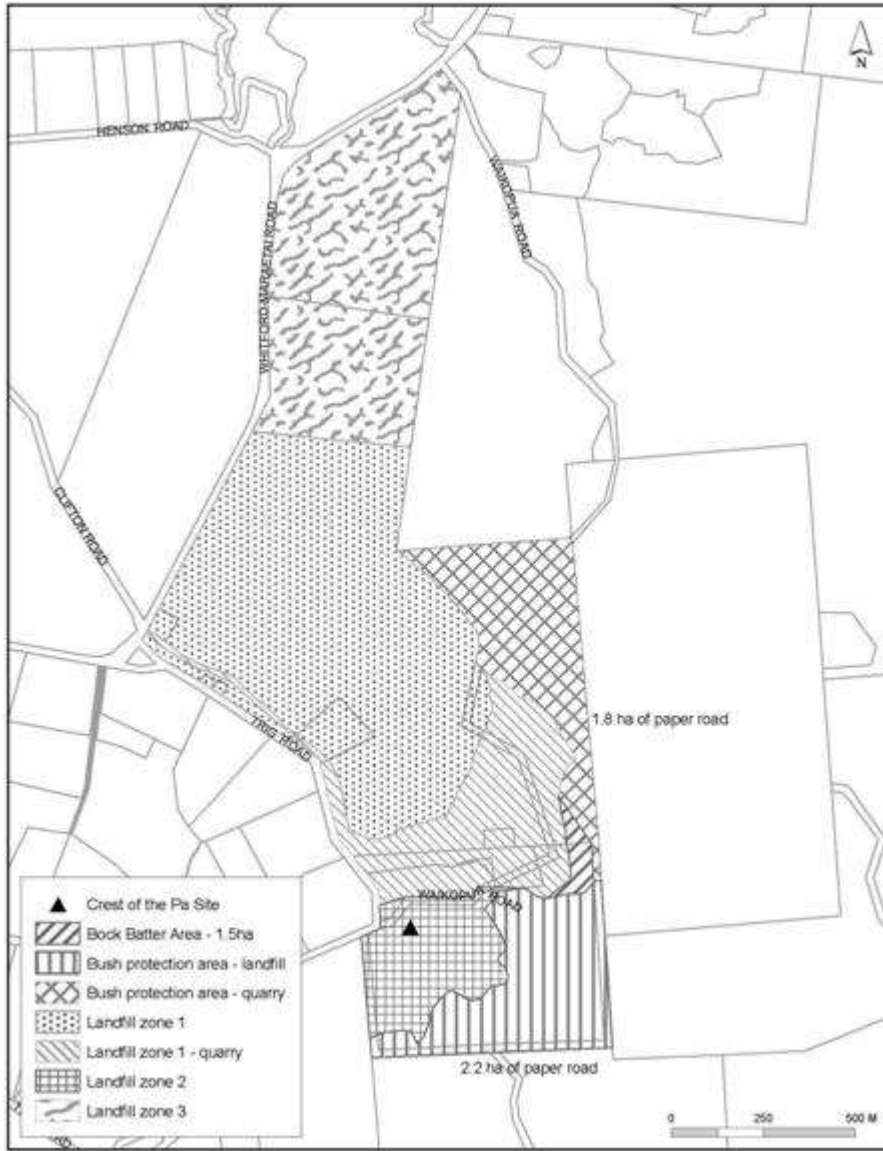 N
HENSON ROAD
WAIKOPUA ROAD
WHITFORD-MARAETAI ROAD
CLIFTON ROAD
1.8 ha of paper road
TRIG ROAD
WAIKOPUA ROAD
Crest of the Pa Site
Bock Batter Area - 1.5ha
Bush protection area - landfill
Bush protection area - quarry
Landfill zone 1
Landfill zone 1 - quarry
Landfill zone 2
Landfill zone 3
2.2 ha of paper road
0 250 500 M